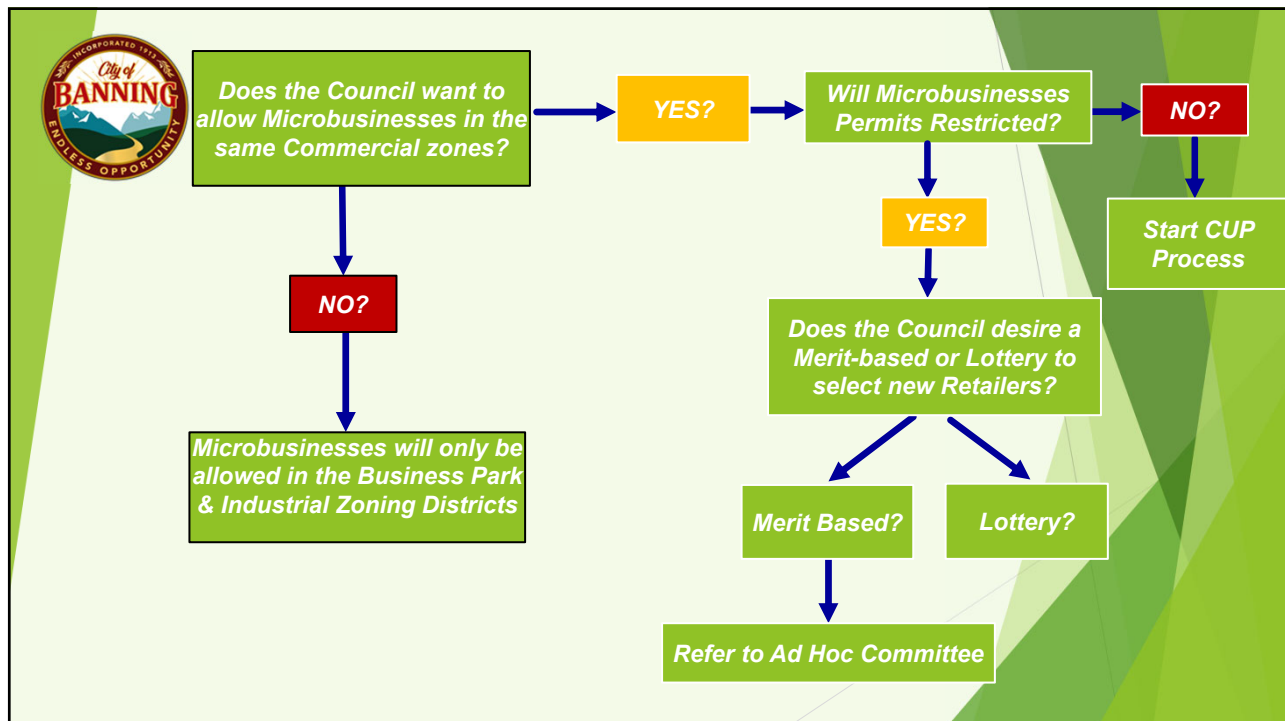 INCORPORATED 1913
City of
BANNING
ENDLESS OPPORTUNITY
Does the Council want to
allow Microbusinesses in the
same Commercial zones?
YES?
Will Microbusinesses
Permits Restricted?
NO?
YES?
Start CUP
Process
NO?
Does the Council desire a
Merit-based or Lottery to
select new Retailers?
Microbusinesses will only be
allowed in the Business Park
& Industrial Zoning Districts
Merit Based?
Lottery?
Refer to Ad Hoc Committee